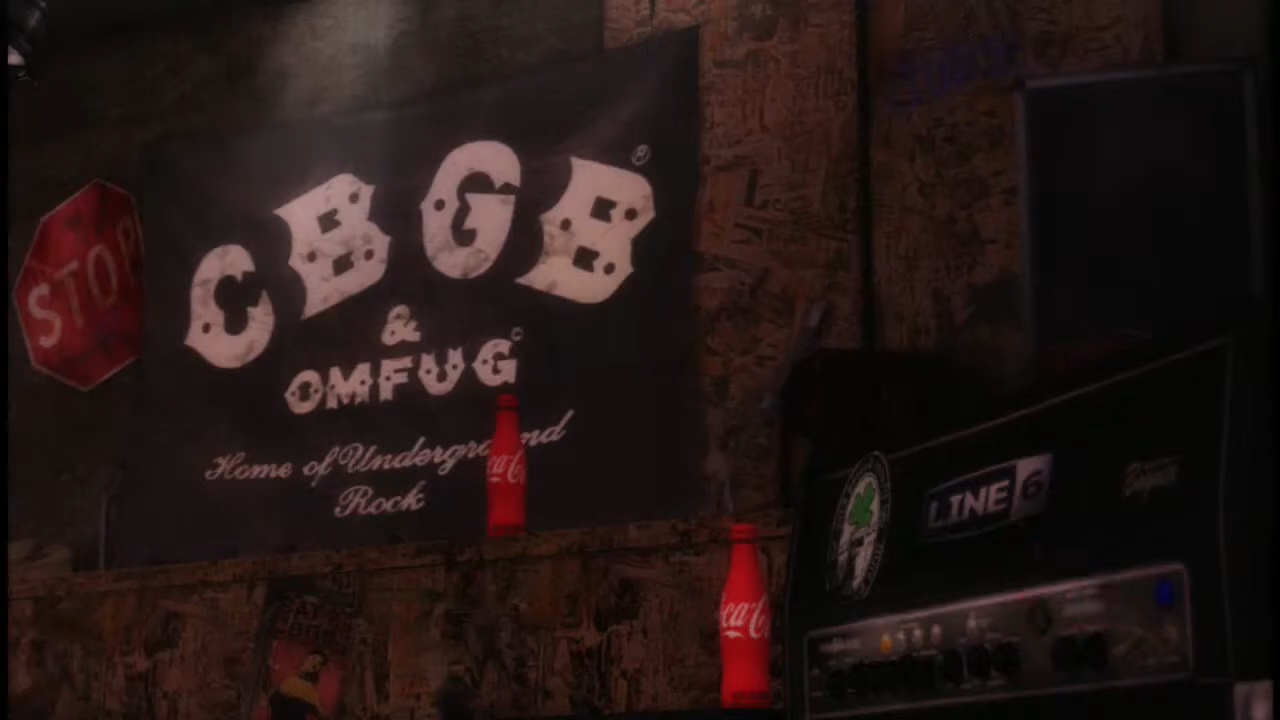 STOP
CBGB®
&
OMFUG©
Home of Underground
Rock
Coca-Cola
Coca-Cola
LINE 6